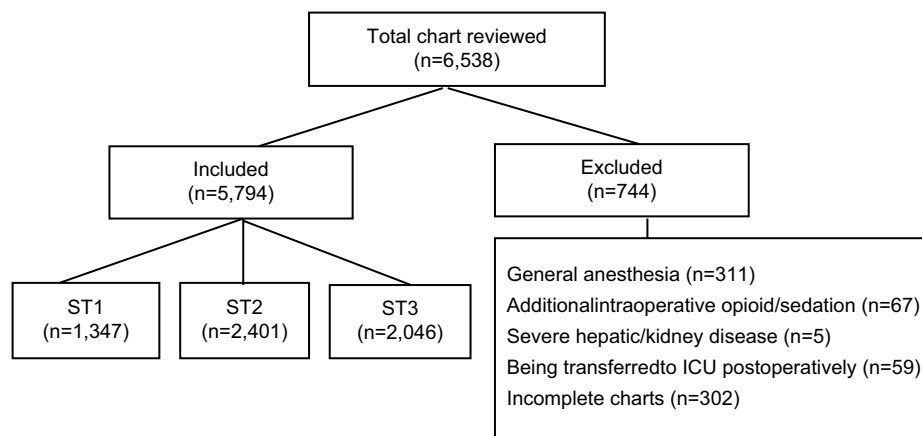 Total chart reviewed
(n=6,538)
Included
(n=5,794)
Excluded
(n=744)
ST1
(n=1,347)
ST2
(n=2,401)
ST3
(n=2,046)
General anesthesia (n=311)
Additionalintraoperative opioid/sedation (n=67)
Severe hepatic/kidney disease (n=5)
Being transferredto ICU postoperatively (n=59)
Incomplete charts (n=302)